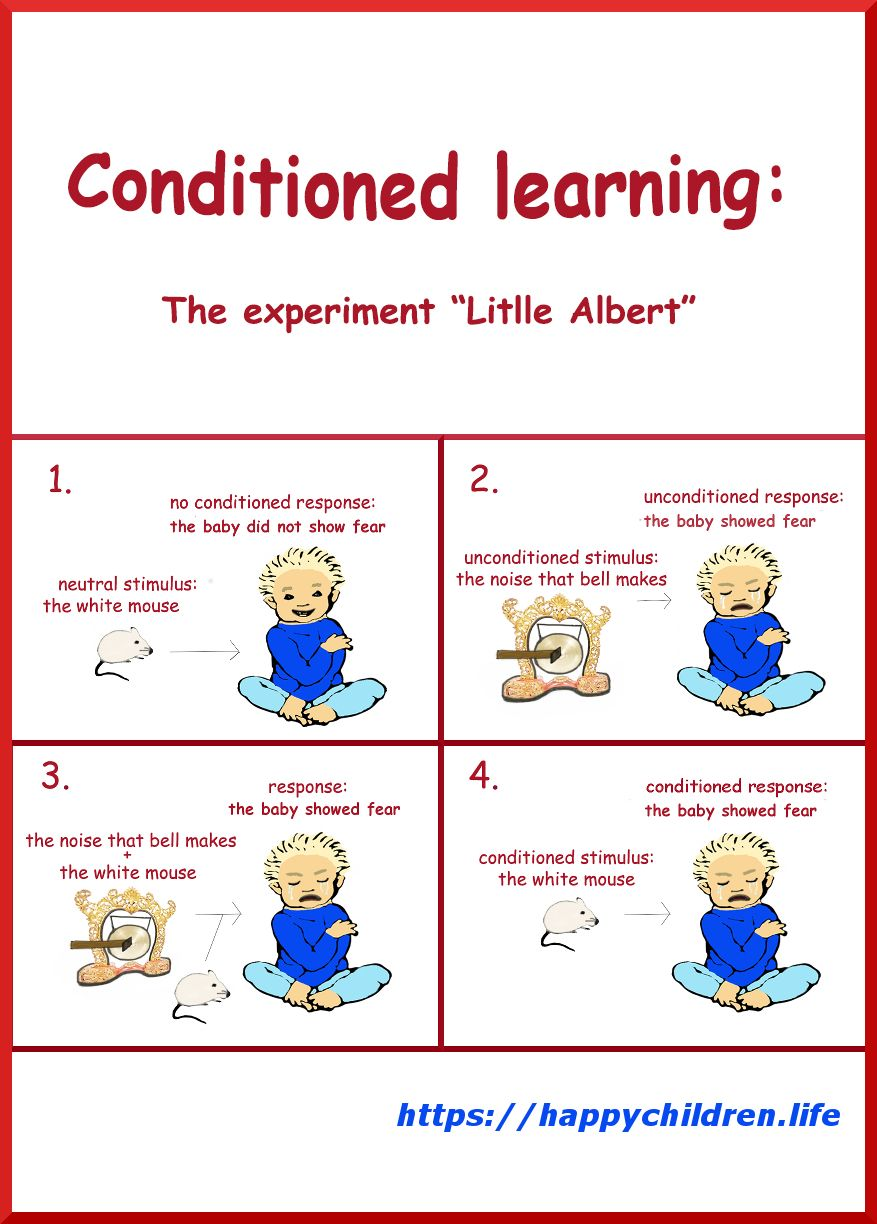 Conditioned learning:
The experiment “Litlle Albert”
1.
no conditioned response:
the baby did not show fear
neutral stimulus:
the white mouse
2.
unconditioned response:
the baby showed fear
unconditioned stimulus:
the noise that bell makes
3.
response:
the baby showed fear
the noise that bell makes
+
the white mouse
4.
conditioned response:
the baby showed fear
conditioned stimulus:
the white mouse
https://happychildren.life